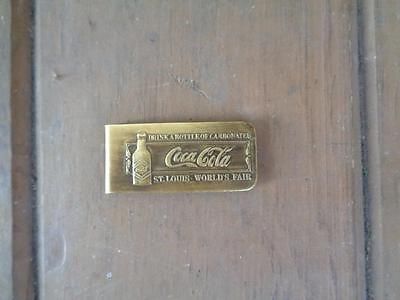 DRINK A BOTTLE OF CARBONATED
Coca-Cola
ST. LOUIS WORLD'S FAIR